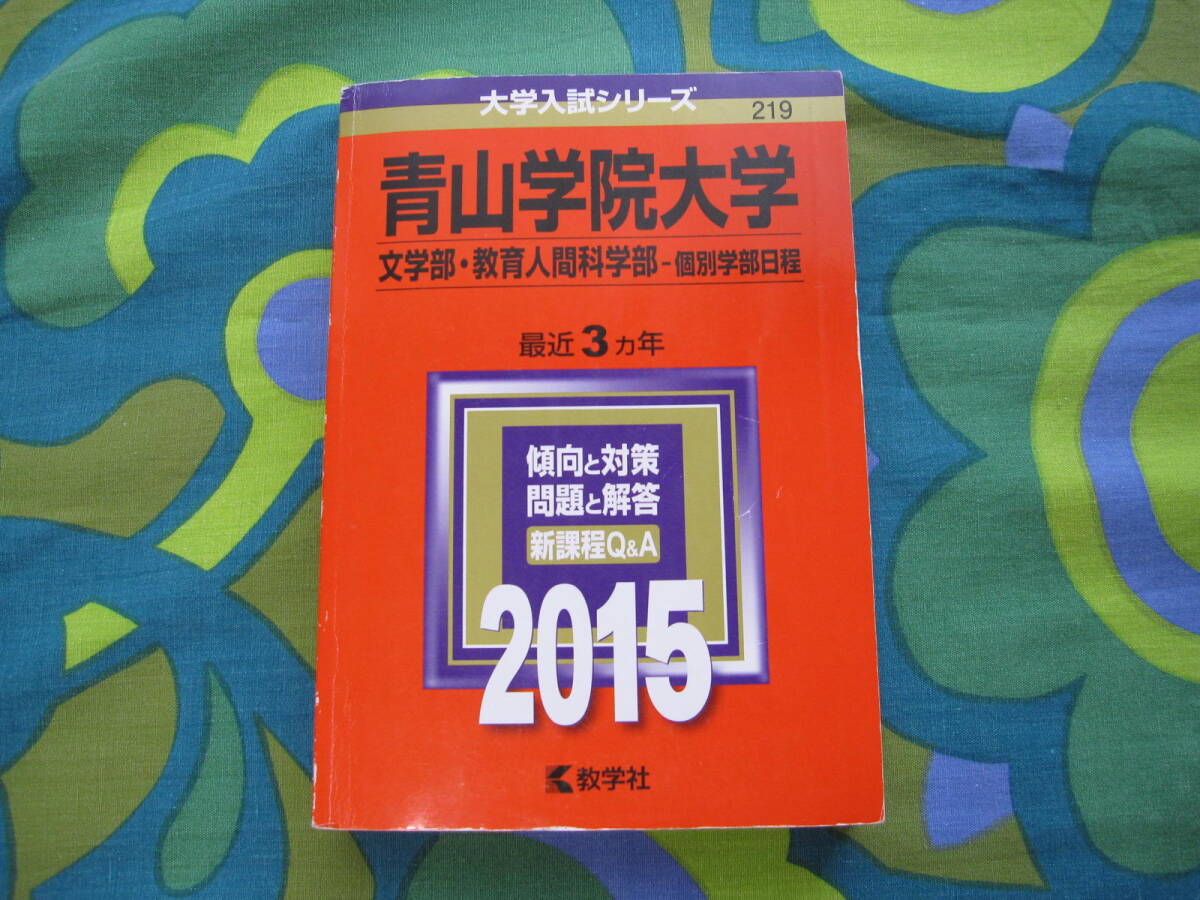 大学入試シリーズ
219
青山学院大学
文学部・教育人間科学部-個別学部日程
最近3カ年
傾向と対策
問題と解答
新課程Q&A
2015
教学社